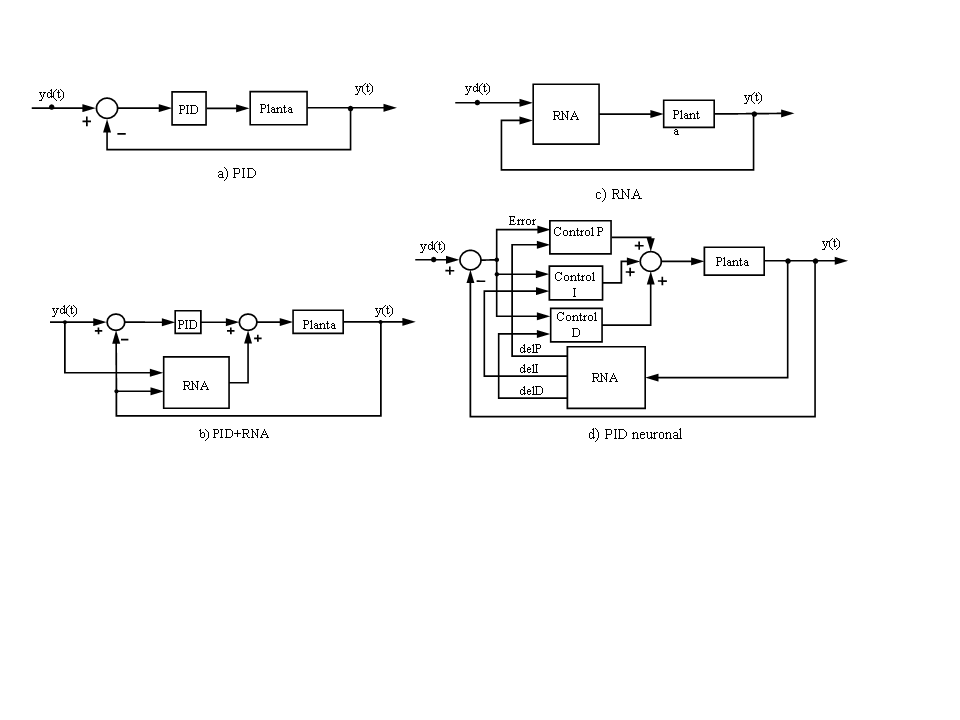 yd(t)
y(t)
PID
Planta
+
−
a) PID
yd(t)
y(t)
RNA
Plant
a
c) RNA
yd(t)
y(t)
PID
Planta
+
−
+
+
RNA
b) PID+RNA
Error
yd(t)
y(t)
Control P
+
Planta
+
−
Control
I
+
+
Control
D
delP
delI
RNA
delD
d) PID neuronal